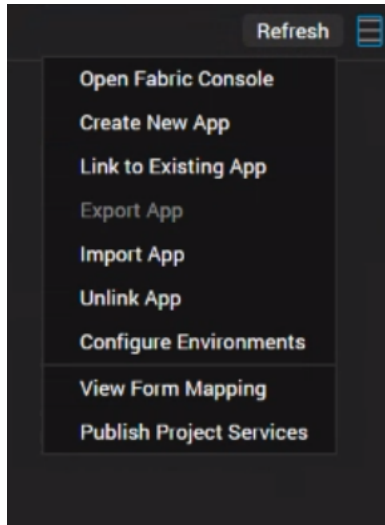 Refresh
Open Fabric Console
Create New App
Link to Existing App
Export App
Import App
Unlink App
Configure Environments
View Form Mapping
Publish Project Services